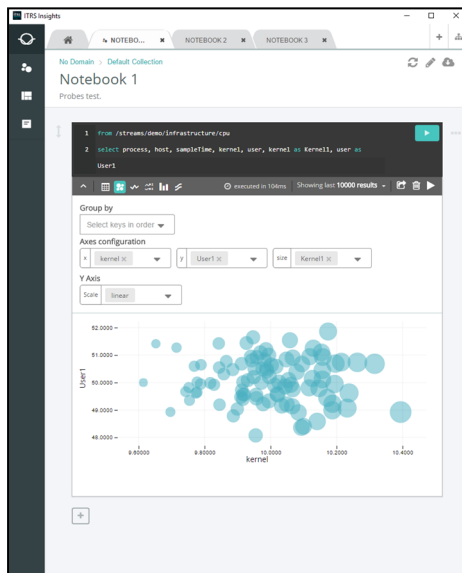 ITRS Insights
NOTEBO...
NOTEBOOK 2
NOTEBOOK 3
No Domain > Default Collection
Notebook 1
Probes test.
1 from /streams/demo/infrastructure/cpu
2 select process, host, sampleTime, kernel, user, kernel as Kernel1, user as
User1
executed in 104ms
Showing last 10000 results
Group by
Select keys in order
Axes configuration
x kernel × y User1 × size Kernel1 ×
Y Axis
Scale linear
52.0000
51.0000
50.0000
49.0000
48.0000
User1
9.60000 9.80000 10.0000 10.2000 10.4000
kernel